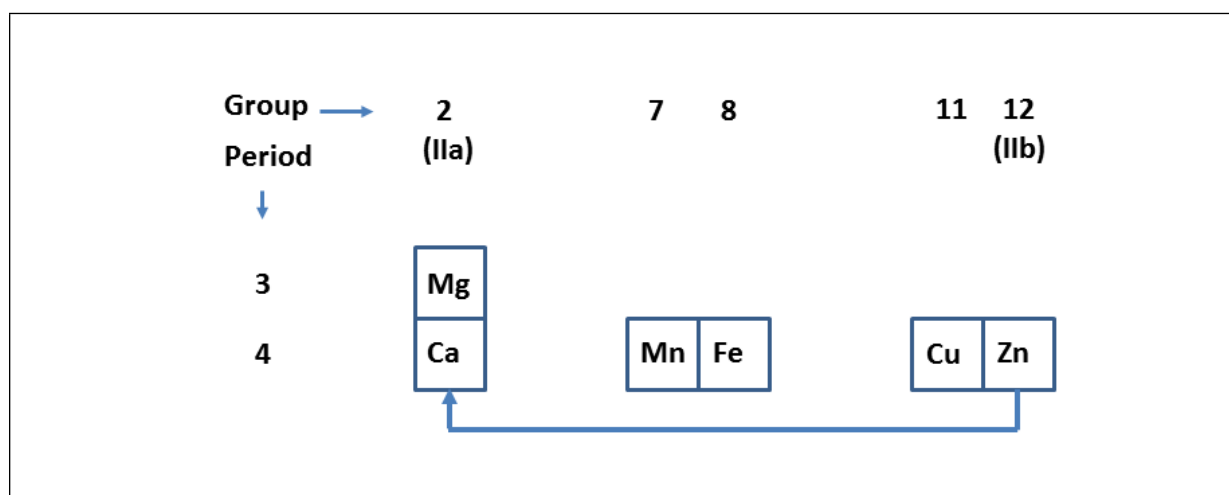 Group 2 7 8 11 12
(IIa) (IIb)
Period
3 Mg
4 Ca Mn Fe Cu Zn